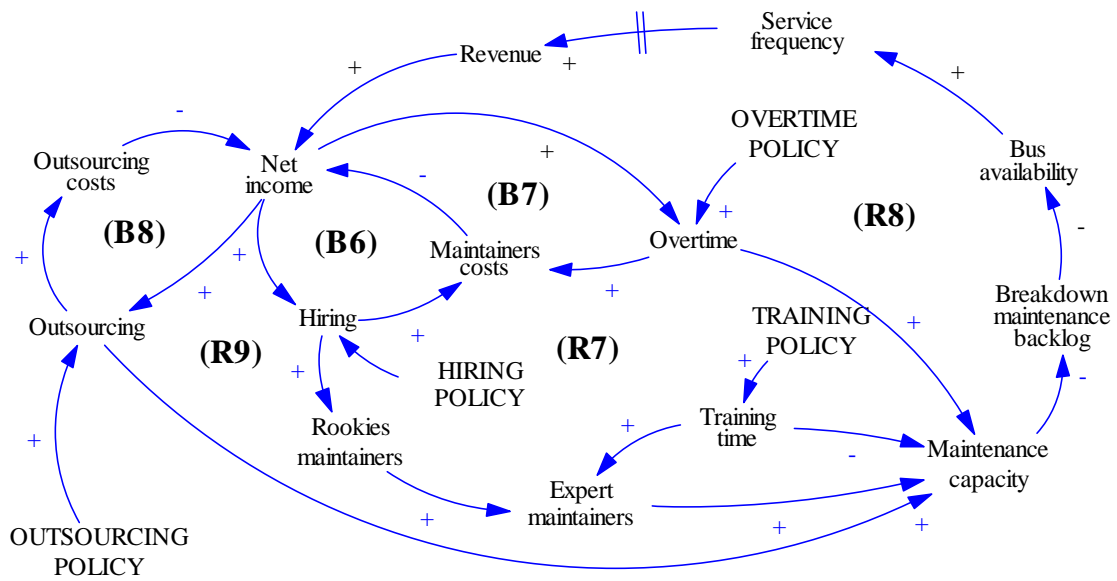 Service
frequency
Revenue
+
+
+
-
OVERTIME
POLICY
Outsourcing
costs
Net
income
+
Bus
availability
-
(B7)
(R8)
(B8)
(B6)
+
Overtime
-
Maintainers
costs
+
+
+
+
Breakdown
maintenance
backlog
Outsourcing
Hiring
+
TRAINING
POLICY
+
(R9)
(R7)
+
+
HIRING
POLICY
-
Rookies
maintainers
+
Training
time
+
-
Maintenance
capacity
Expert
maintainers
+
+
+
OUTSOURCING
POLICY